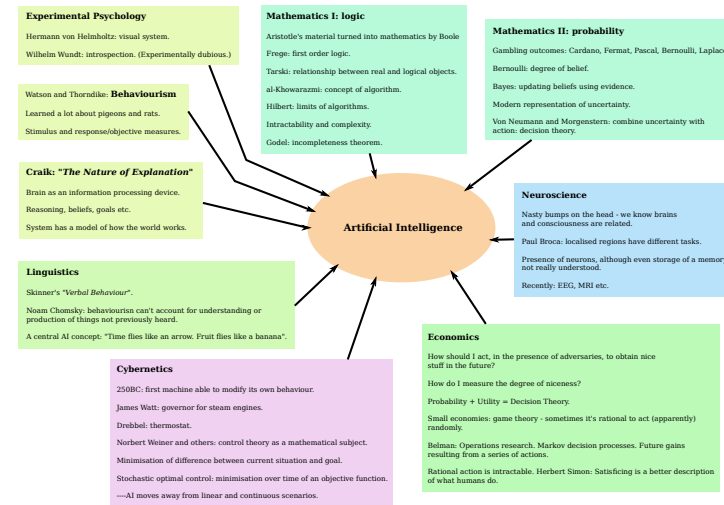 Experimental Psychology
Hermann von Helmholtz: visual system.
Wilhelm Wundt: introspection. (Experimentally dubious.)
Watson and Thorndike: Behaviourism
Learned a lot about pigeons and rats.
Stimulus and response/objective measures.
Craik: "The Nature of Explanation"
Brain as an information processing device.
Reasoning, beliefs, goals etc.
System has a model of how the world works.
Mathematics I: logic
Aristotle's material turned into mathematics by Boole
Frege: first order logic.
Tarski: relationship between real and logical objects.
al-Khowarazmi: concept of algorithm.
Hilbert: limits of algorithms.
Intractability and complexity.
Godel: incompleteness theorem.
Mathematics II: probability
Gambling outcomes: Cardano, Fermat, Pascal, Bernoulli, Laplace
Bernoulli: degree of belief.
Bayes: updating beliefs using evidence.
Modern representation of uncertainty.
Von Neumann and Morgenstern: combine uncertainty with
action: decision theory.
Artificial Intelligence
Neuroscience
Nasty bumps on the head - we know brains
and consciousness are related.
Paul Broca: localised regions have different tasks.
Presence of neurons, although even storage of a memory
not really understood.
Recently: EEG, MRI etc.
Linguistics
Skinner's "Verbal Behaviour".
Noam Chomsky: behaviourisn can't account for understanding or
production of things not previously heard.
A central AI concept: "Time flies like an arrow. Fruit flies like a banana".
Cybernetics
250BC: first machine able to modify its own behaviour.
James Watt: governor for steam engines.
Drebbel: thermostat.
Norbert Weiner and others: control theory as a mathematical subject.
Minimisation of difference between current situation and goal.
Stochastic optimal control: minimisation over time of an objective function.
----AI moves away from linear and continuous scenarios.
Economics
How should I act, in the presence of adversaries, to obtain nice
stuff in the future?
How do I measure the degree of niceness?
Probability + Utility = Decision Theory.
Small economies: game theory - sometimes it's rational to act (apparently)
randomly.
Belman: Operations research. Markov decision processes. Future gains
resulting from a series of actions.
Rational action is intractable. Herbert Simon: Satisficing is a better description
of what humans do.